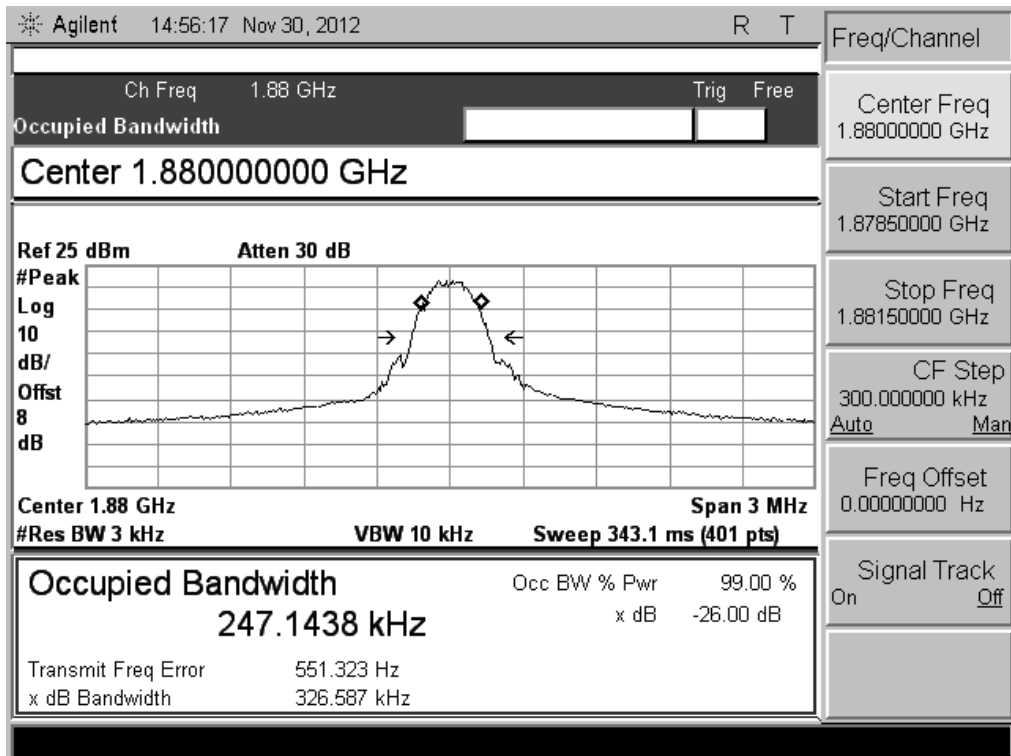 Agilent 14:56:17 Nov 30, 2012 R T
Freq/Channel
Ch Freq 1.88 GHz Trig Free
Occupied Bandwidth
Center 1.880000000 GHz
Ref 25 dBm Atten 30 dB
#Peak
Log
10
dB/
Offst
8
dB
Center 1.88 GHz Span 3 MHz
#Res BW 3 kHz VBW 10 kHz Sweep 343.1 ms (401 pts)
Occupied Bandwidth
247.1438 kHz
Occ BW % Pwr 99.00 %
x dB -26.00 dB
Transmit Freq Error 551.323 Hz
x dB Bandwidth 326.587 kHz
Center Freq
1.88000000 GHz
Start Freq
1.87850000 GHz
Stop Freq
1.88150000 GHz
CF Step
300.000000 kHz
Auto Man
Freq Offset
0.00000000 Hz
Signal Track
On Off